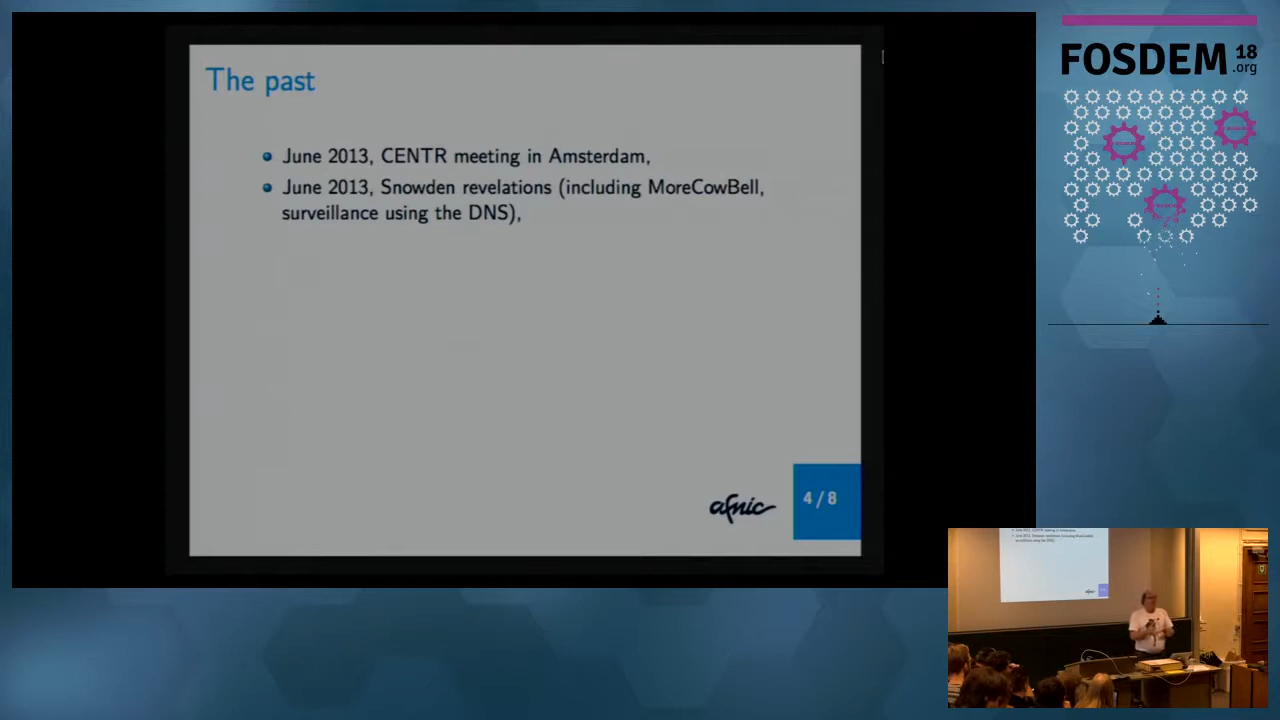 The past
June 2013, CENTR meeting in Amsterdam,
June 2013, Snowden revelations (including MoreCowBell,
surveillance using the DNS),
afnic
4 / 8
FOSDEM 18
.org